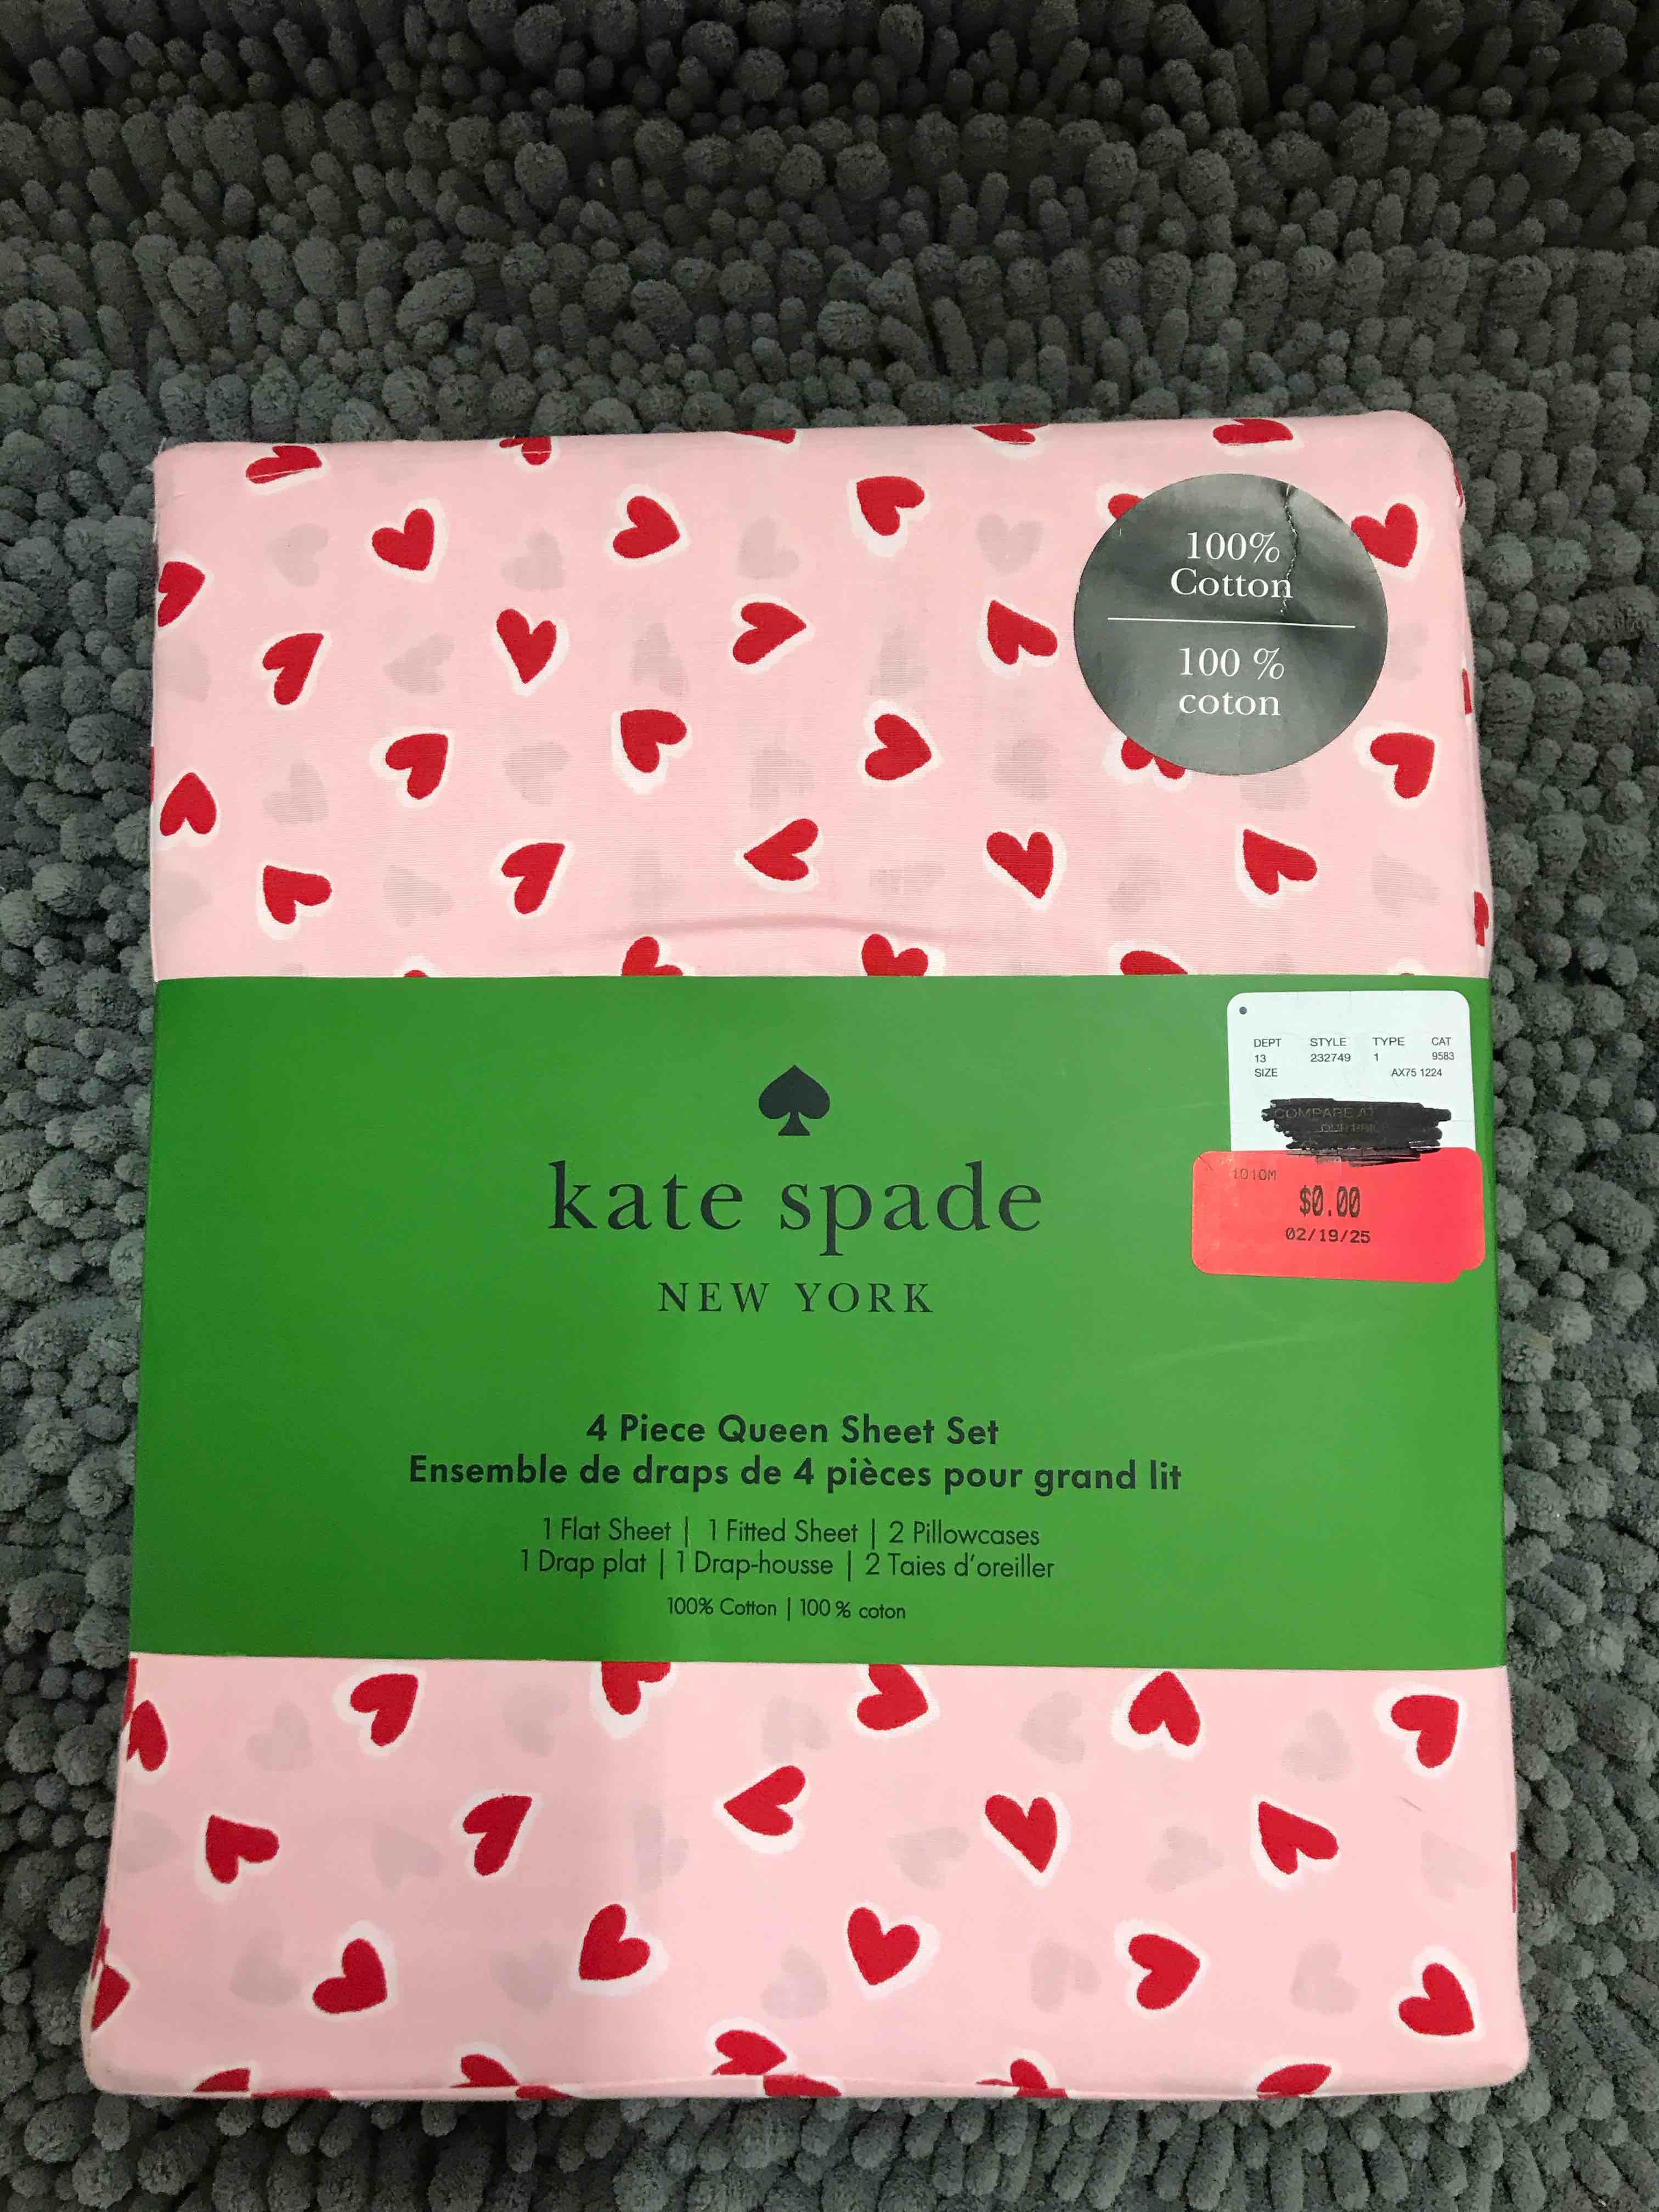 100%
Cotton
100 %
coton
DEPT STYLE TYPE CAT
13 232749 1 9583
SIZE AX75 1224
COMPARE AT
OUR
1010M
$0.00
02/19/25
kate spade
NEW YORK
4 Piece Queen Sheet Set
Ensemble de draps de 4 pièces pour grand lit
1 Flat Sheet | 1 Fitted Sheet | 2 Pillowcases
1 Drap plat | 1 Drap-housse | 2 Taies d'oreiller
100% Cotton | 100 % coton